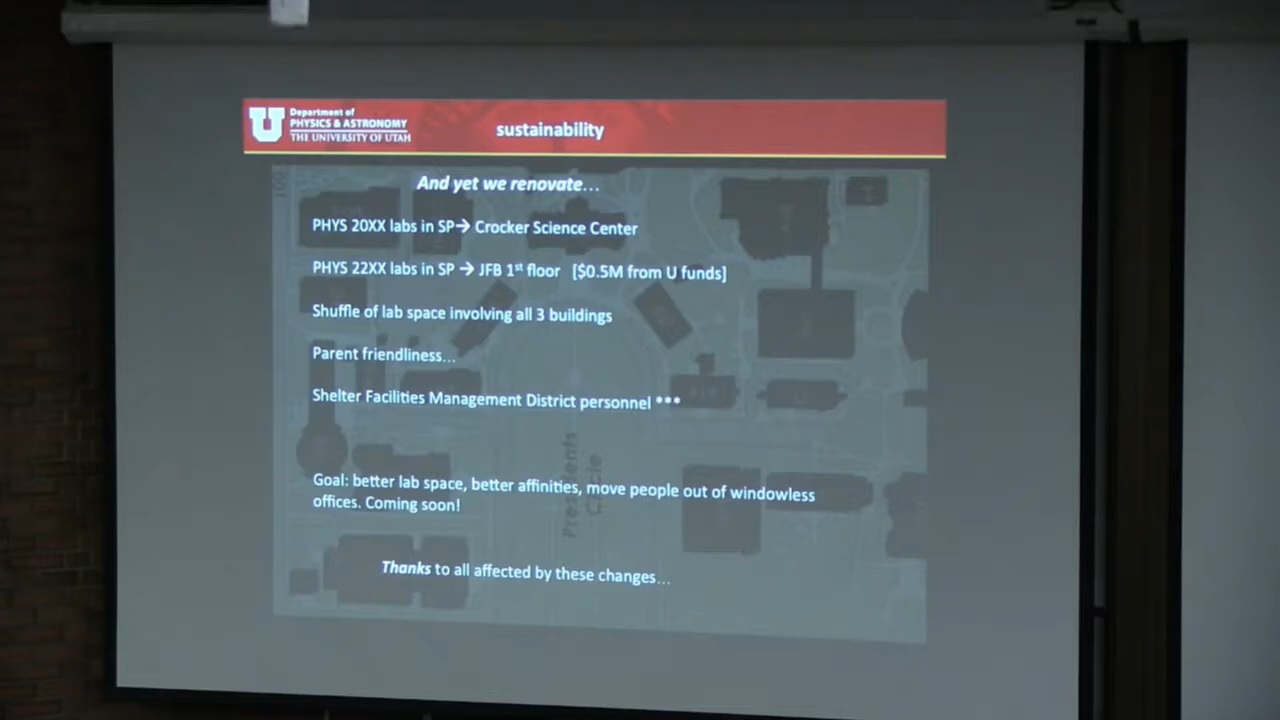 Department of
PHYSICS & ASTRONOMY
THE UNIVERSITY OF UTAH
sustainability
And yet we renovate...
PHYS 20XX labs in SP→ Crocker Science Center
PHYS 22XX labs in SP → JFB 1st floor [$0.5M from U funds]
Shuffle of lab space involving all 3 buildings
Parent friendliness...
Shelter Facilities Management District personnel ***
Presidents
Circle
Goal: better lab space, better affinities, move people out of windowless
offices. Coming soon!
Thanks to all affected by these changes...